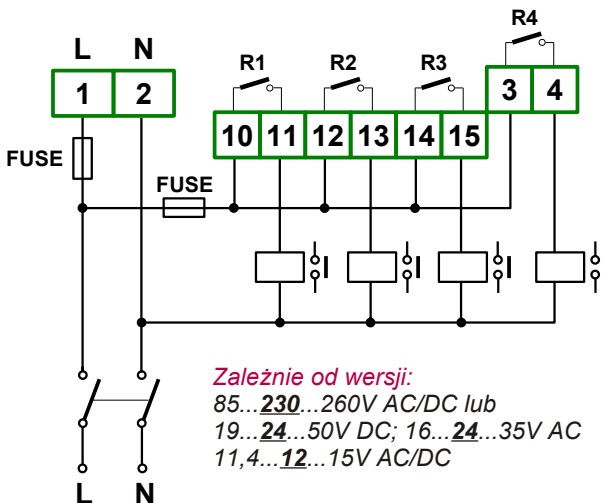 R4
L N
R1 R2 R3
1 2
3 4
10 11 12 13 14 15
FUSE
FUSE
Zależnie od wersji:
85...230...260V AC/DC lub
19...24...50V DC; 16...24...35V AC
11,4...12...15V AC/DC
L N